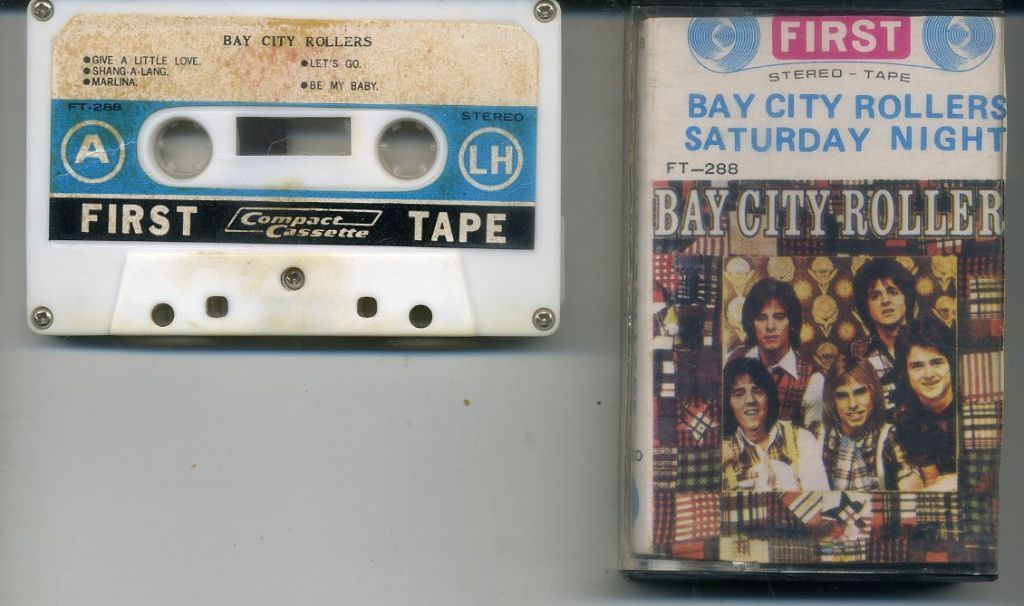 BAY CITY ROLLERS
●GIVE A LITTLE LOVE.
●SHANG-A-LANG.
●MARLINA.
●LET'S GO.
●BE MY BABY.
FT-288
STEREO
A
LH
FIRST
Compact
Cassette
TAPE
FIRST
STEREO - TAPE
BAY CITY ROLLERS
SATURDAY NIGHT
FT-288
BAY CITY ROLLER